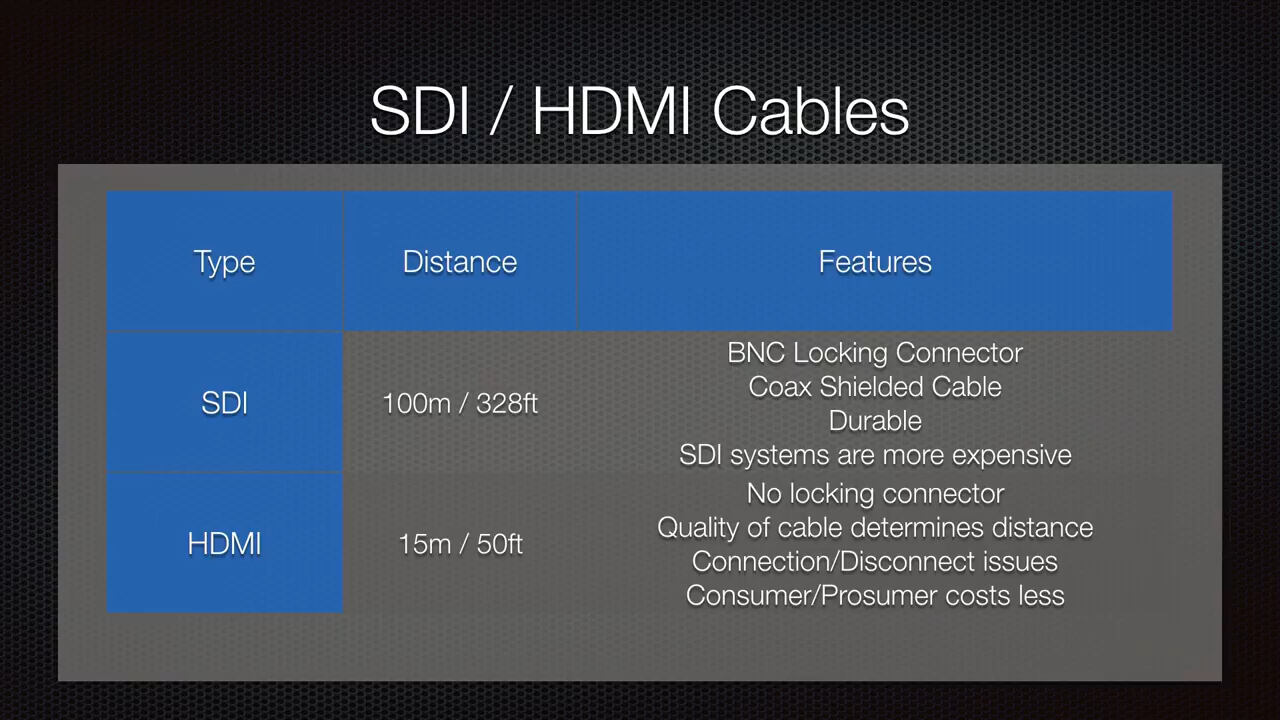 SDI / HDMI Cables
Type
Distance
Features
SDI
100m / 328ft
BNC Locking Connector
Coax Shielded Cable
Durable
SDI systems are more expensive
HDMI
15m / 50ft
No locking connector
Quality of cable determines distance
Connection/Disconnect issues
Consumer/Prosumer costs less